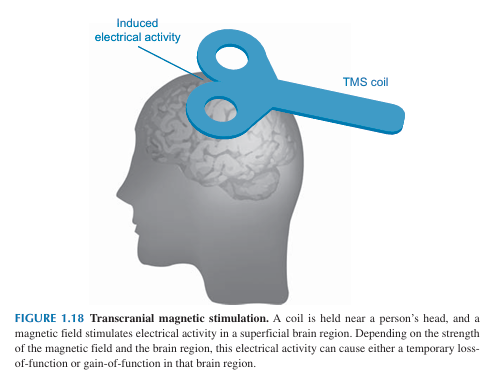 Induced
electrical activity
TMS coil
FIGURE 1.18 Transcranial magnetic stimulation. A coil is held near a person's head, and a
magnetic field stimulates electrical activity in a superficial brain region. Depending on the strength
of the magnetic field and the brain region, this electrical activity can cause either a temporary loss-
of-function or gain-of-function in that brain region.